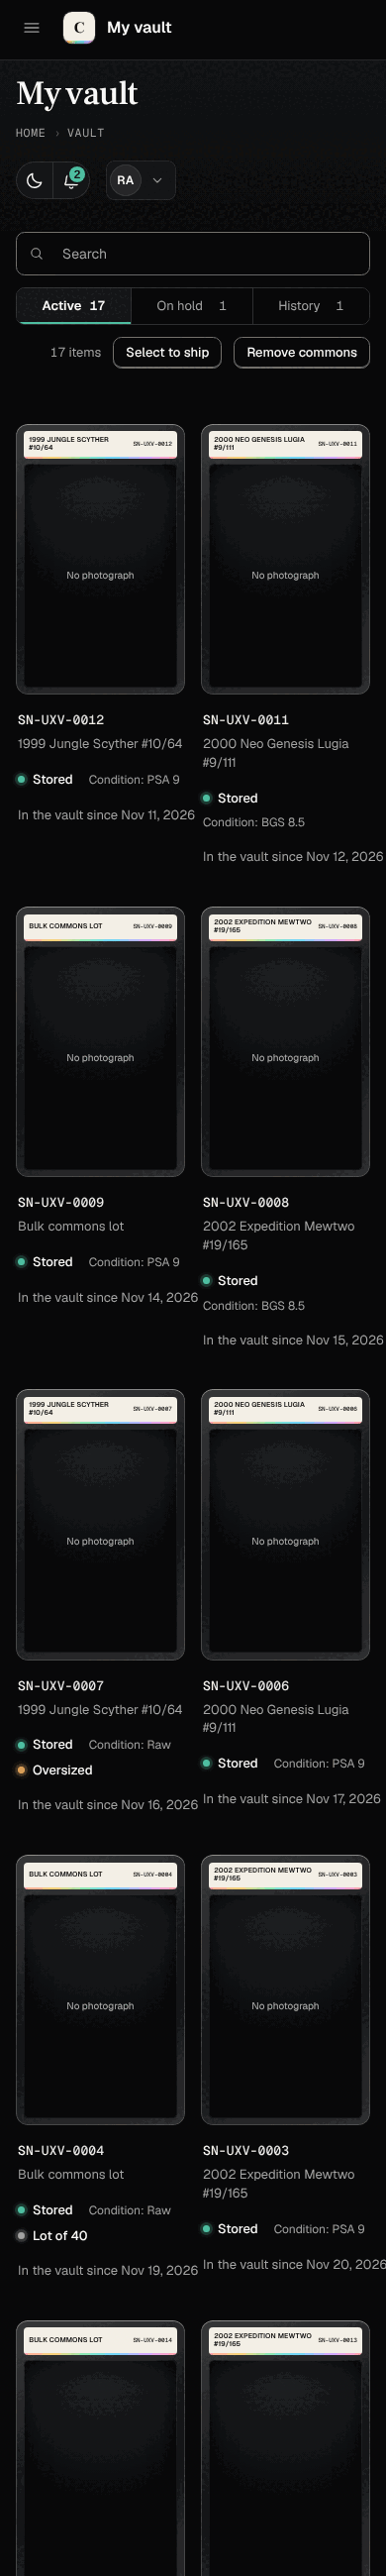 C My vault
My vault
HOME › VAULT
2
RA
Search
Active 17 On hold 1 History 1
17 items Select to ship Remove commons
1999 JUNGLE SCYTHER
#10/64
SN-UXV-0012
No photograph
SN-UXV-0012
1999 Jungle Scyther #10/64
Stored Condition: PSA 9
In the vault since Nov 11, 2026
2000 NEO GENESIS LUGIA
#9/111
SN-UXV-0011
No photograph
SN-UXV-0011
2000 Neo Genesis Lugia
#9/111
Stored
Condition: BGS 8.5
In the vault since Nov 12, 2026
BULK COMMONS LOT
SN-UXV-0009
No photograph
SN-UXV-0009
Bulk commons lot
Stored Condition: PSA 9
In the vault since Nov 14, 2026
2002 EXPEDITION MEWTWO
#19/165
SN-UXV-0008
No photograph
SN-UXV-0008
2002 Expedition Mewtwo
#19/165
Stored
Condition: BGS 8.5
In the vault since Nov 15, 2026
1999 JUNGLE SCYTHER
#10/64
SN-UXV-0007
No photograph
SN-UXV-0007
1999 Jungle Scyther #10/64
Stored Condition: Raw
Oversized
In the vault since Nov 16, 2026
2000 NEO GENESIS LUGIA
#9/111
SN-UXV-0006
No photograph
SN-UXV-0006
2000 Neo Genesis Lugia
#9/111
Stored Condition: PSA 9
In the vault since Nov 17, 2026
BULK COMMONS LOT
SN-UXV-0004
No photograph
SN-UXV-0004
Bulk commons lot
Stored Condition: Raw
Lot of 40
In the vault since Nov 19, 2026
2002 EXPEDITION MEWTWO
#19/165
SN-UXV-0003
No photograph
SN-UXV-0003
2002 Expedition Mewtwo
#19/165
Stored Condition: PSA 9
In the vault since Nov 20, 2026
BULK COMMONS LOT
SN-UXV-0014
2002 EXPEDITION MEWTWO
#19/165
SN-UXV-0013